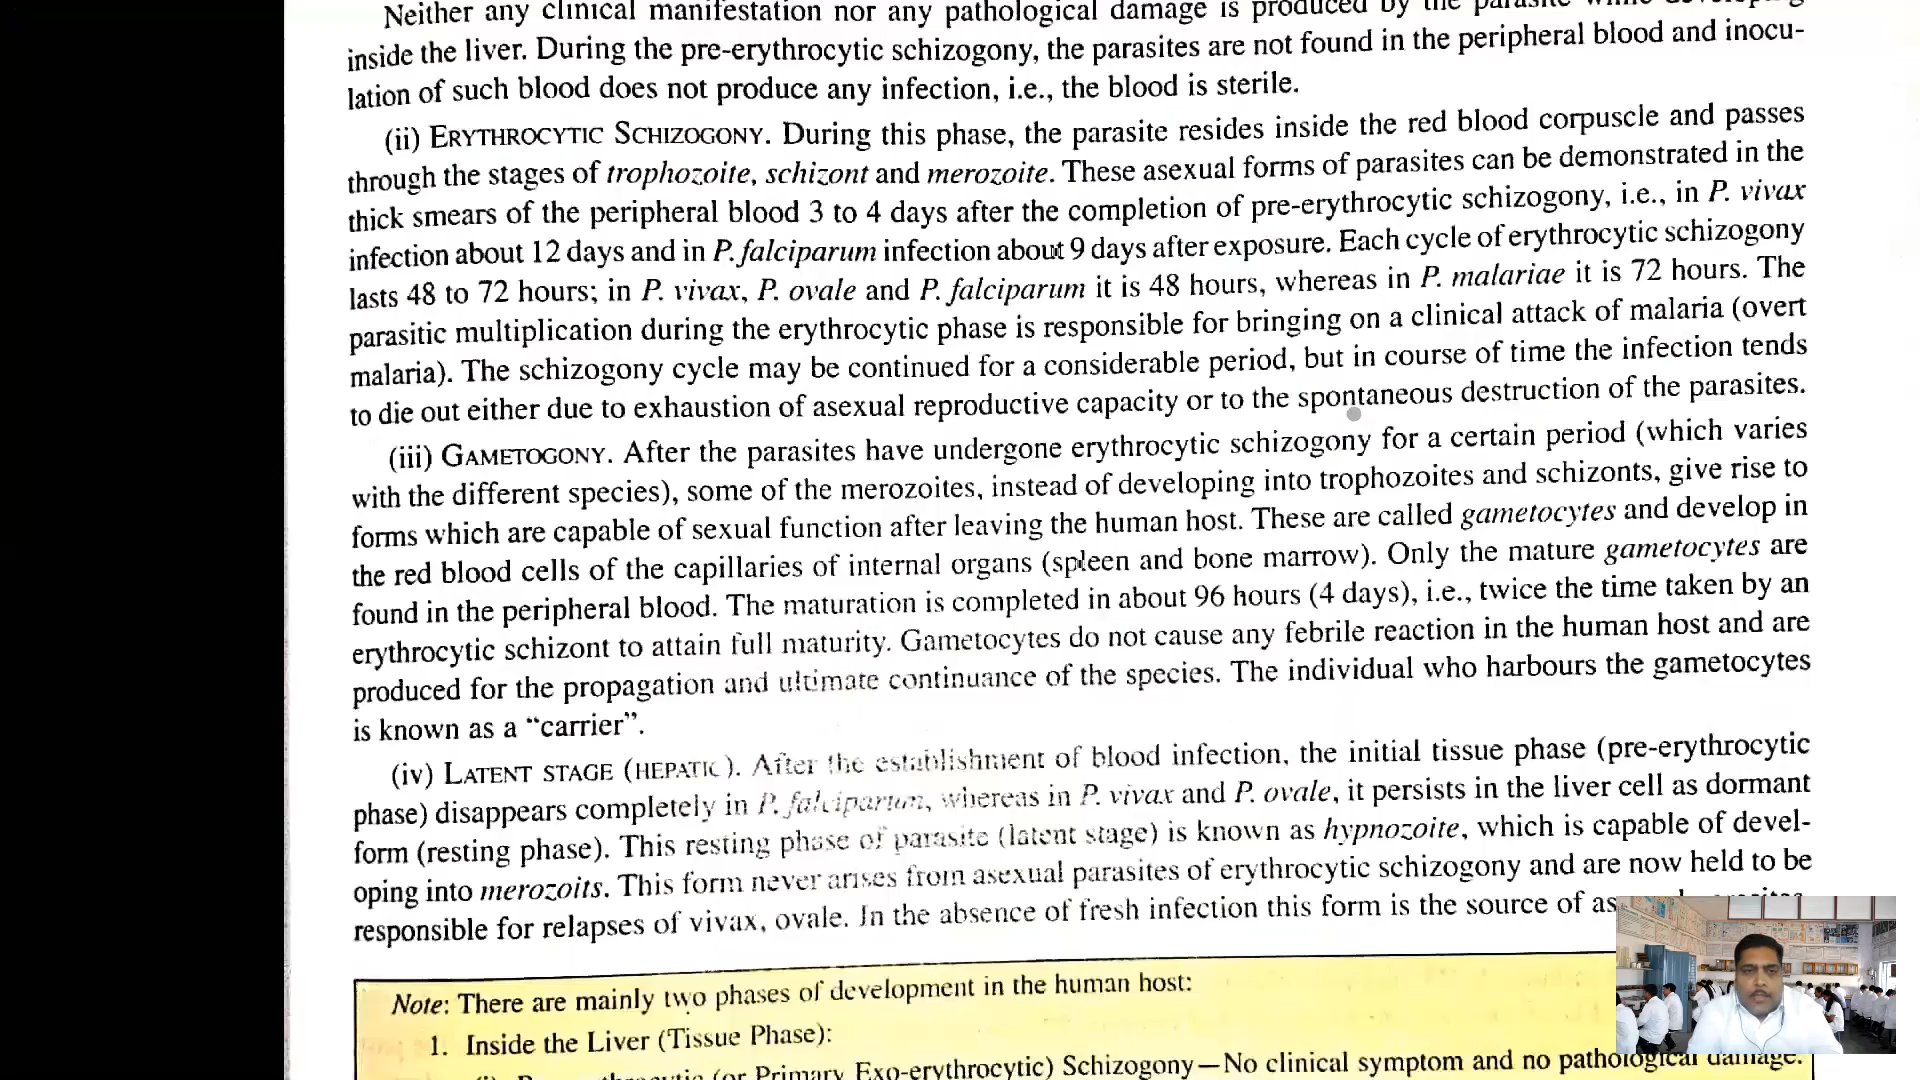 Neither any clinical manifestation nor any pathological damage is produced by the parasite while developing
inside the liver. During the pre-erythrocytic schizogony, the parasites are not found in the peripheral blood and inocu-
lation of such blood does not produce any infection, i.e., the blood is sterile.
(ii) ERYTHROCYTIC SCHIZOGONY. During this phase, the parasite resides inside the red blood corpuscle and passes
through the stages of trophozoite, schizont and merozoite. These asexual forms of parasites can be demonstrated in the
thick smears of the peripheral blood 3 to 4 days after the completion of pre-erythrocytic schizogony, i.e., in P. vivax
infection about 12 days and in P. falciparum infection about 9 days after exposure. Each cycle of erythrocytic schizogony
lasts 48 to 72 hours; in P. vivax, P. ovale and P. falciparum it is 48 hours, whereas in P. malariae it is 72 hours. The
parasitic multiplication during the erythrocytic phase is responsible for bringing on a clinical attack of malaria (overt
malaria). The schizogony cycle may be continued for a considerable period, but in course of time the infection tends
to die out either due to exhaustion of asexual reproductive capacity or to the spontaneous destruction of the parasites.
(iii) GAMETOGONY. After the parasites have undergone erythrocytic schizogony for a certain period (which varies
with the different species), some of the merozoites, instead of developing into trophozoites and schizonts, give rise to
forms which are capable of sexual function after leaving the human host. These are called gametocytes and develop in
the red blood cells of the capillaries of internal organs (spleen and bone marrow). Only the mature gametocytes are
found in the peripheral blood. The maturation is completed in about 96 hours (4 days), i.e., twice the time taken by an
erythrocytic schizont to attain full maturity. Gametocytes do not cause any febrile reaction in the human host and are
produced for the propagation and ultimate continuance of the species. The individual who harbours the gametocytes
is known as a “carrier”.
(iv) LATENT STAGE (HEPATIC). After the establishment of blood infection, the initial tissue phase (pre-erythrocytic
phase) disappears completely in P. falciparum, whereas in P. vivax and P. ovale, it persists in the liver cell as dormant
form (resting phase). This resting phase of parasite (latent stage) is known as hypnozoite, which is capable of devel-
oping into merozoits. This form never arises from asexual parasites of erythrocytic schizogony and are now held to be
responsible for relapses of vivax, ovale. In the absence of fresh infection this form is the source of
Note: There are mainly two phases of development in the human host:
1. Inside the Liver (Tissue Phase):
(or Primary Exo-erythrocytic) Schizogony—No clinical symptom and no pathological damage.